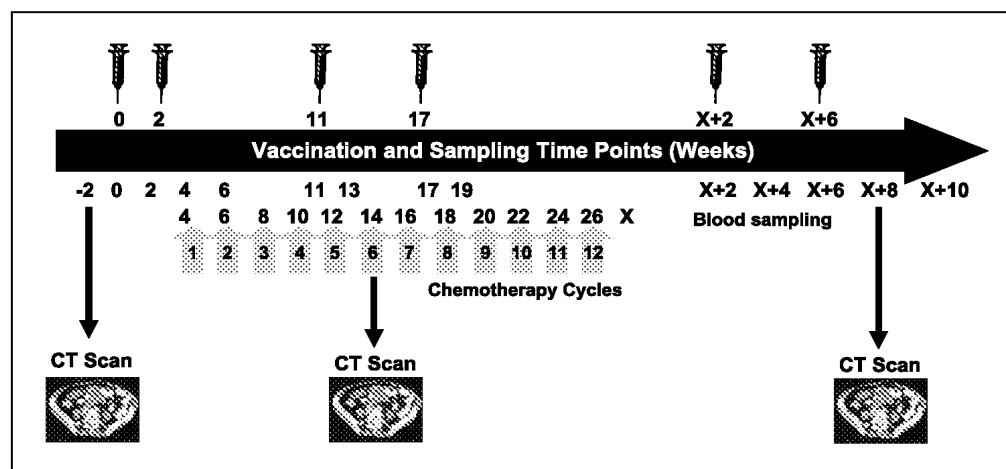 0 2 11 17 X+2 X+6
Vaccination and Sampling Time Points (Weeks)
-2 0 2 4 6 11 13 17 19 X+2 X+4 X+6 X+8 X+10
4 6 8 10 12 14 16 18 20 22 24 26 X Blood sampling
1 2 3 4 5 6 7 8 9 10 11 12
Chemotherapy Cycles
CT Scan CT Scan CT Scan